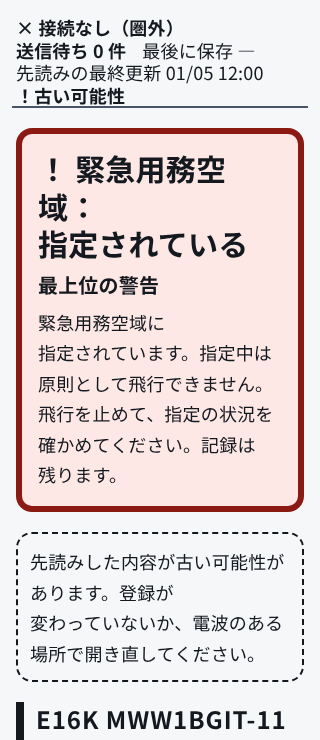 × 接続なし（圏外）
送信待ち 0 件　最後に保存 —
先読みの最終更新 01/05 12:00
！古い可能性
！ 緊急用務空
域：
指定されている
最上位の警告
緊急用務空域に
指定されています。指定中は
原則として飛行できません。
飛行を止めて、指定の状況を
確かめてください。記録は
残ります。
先読みした内容が古い可能性が
あります。登録が
変わっていないか、電波のある
場所で開き直してください。
E16K MWW1BGIT-11